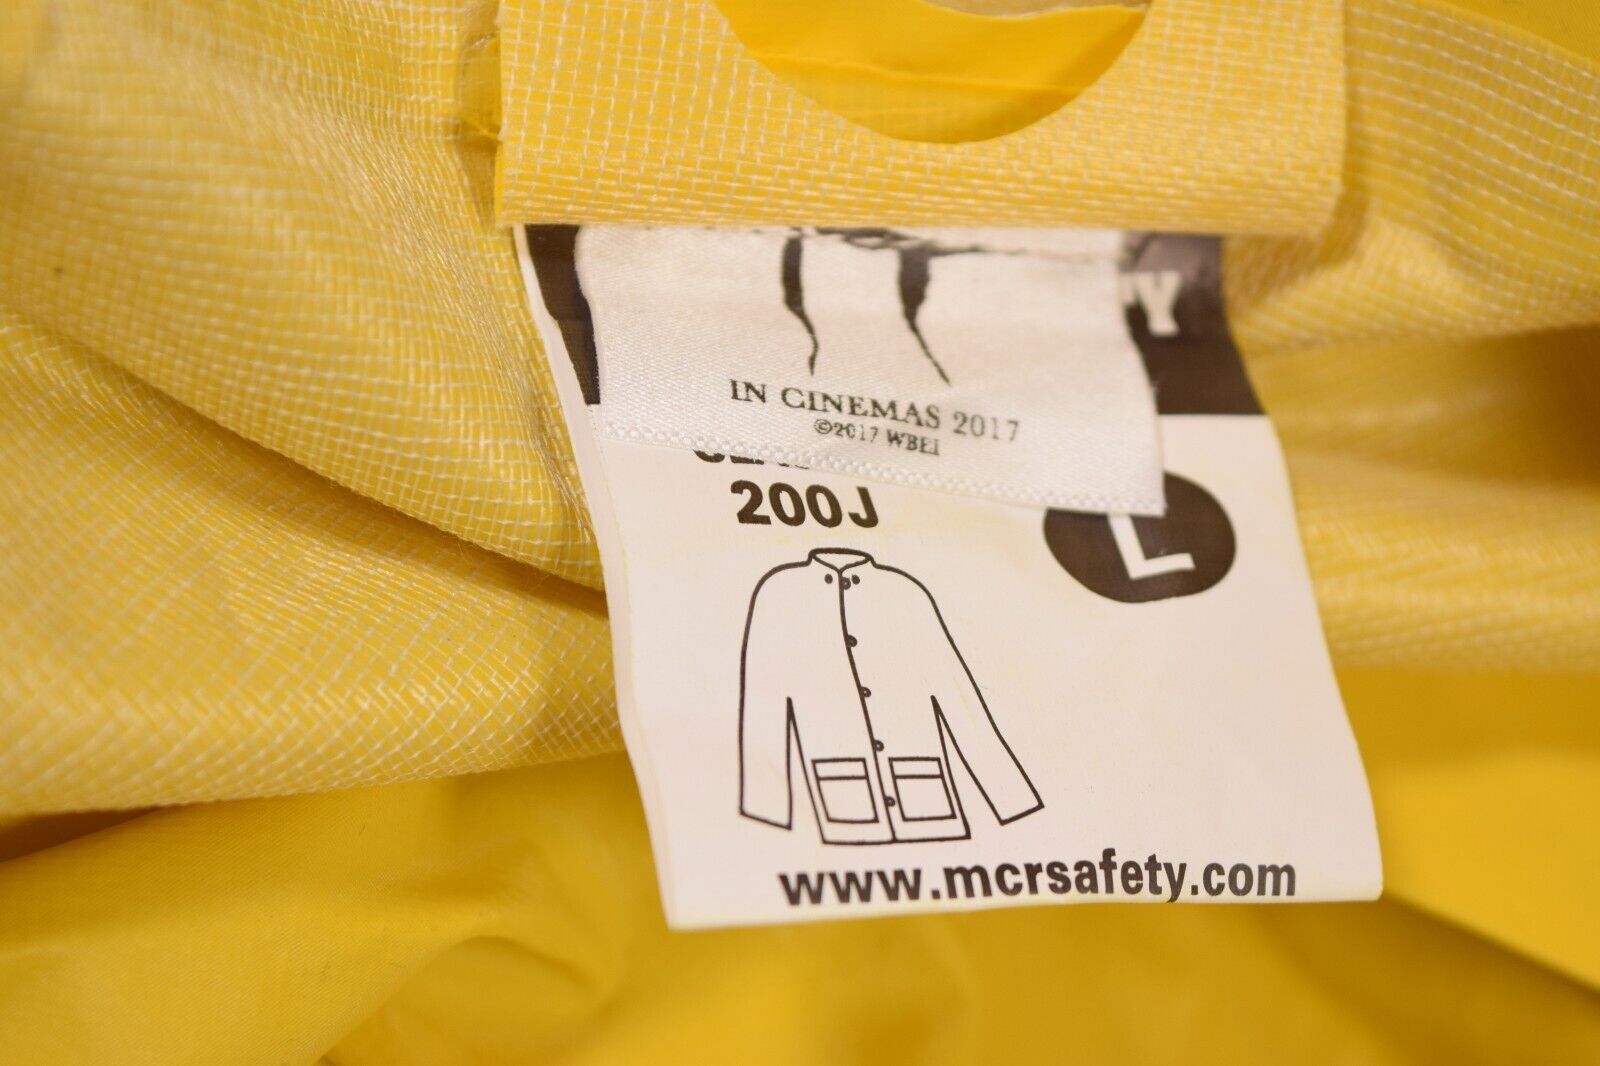 IN CINEMAS 2017
©2017 WBEI
200J
L
www.mcrsafety.com